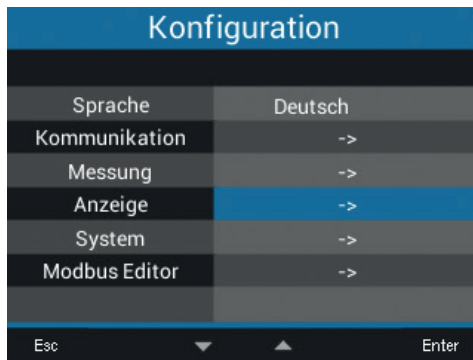 Konfiguration
Sprache Deutsch
Kommunikation ->
Messung ->
Anzeige ->
System ->
Modbus Editor ->
Esc Enter